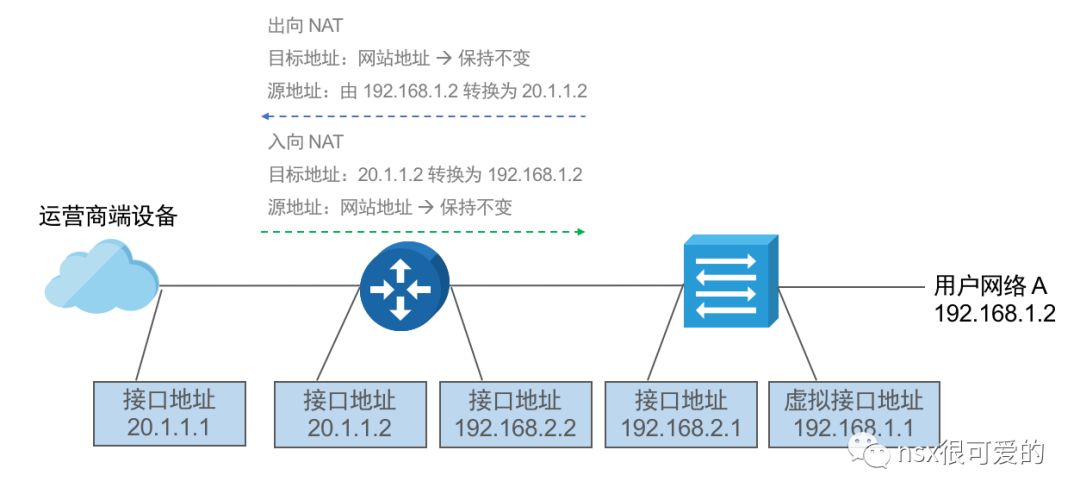 出向 NAT
目标地址：网站地址 → 保持不变
源地址：由 192.168.1.2 转换为 20.1.1.2
入向 NAT
目标地址：20.1.1.2 转换为 192.168.1.2
源地址：网站地址 → 保持不变
运营商端设备
用户网络 A
192.168.1.2
接口地址
20.1.1.1
接口地址
20.1.1.2
接口地址
192.168.2.2
接口地址
192.168.2.1
虚拟接口地址
192.168.1.1
nsx很可爱的